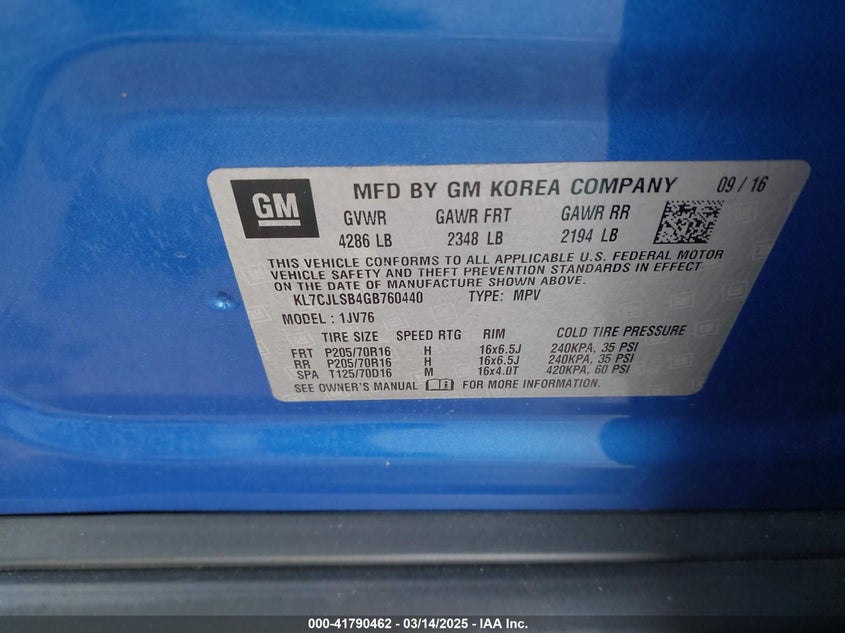 GM
MFD BY GM KOREA COMPANY 09 / 16
GVWR GAWR FRT GAWR RR
4286 LB 2348 LB 2194 LB
THIS VEHICLE CONFORMS TO ALL APPLICABLE U.S. FEDERAL MOTOR
VEHICLE SAFETY AND THEFT PREVENTION STANDARDS IN EFFECT
ON THE DATE OF MANUFACTURE SHOWN ABOVE.
KL7CJLSB4GB760440 TYPE: MPV
MODEL : 1JV76
TIRE SIZE SPEED RTG RIM COLD TIRE PRESSURE
FRT P205/70R16 H 16x6.5J 240KPA, 35 PSI
RR P205/70R16 H 16x6.5J 240KPA, 35 PSI
SPA T125/70D16 M 16x4.0T 420KPA, 60 PSI
SEE OWNER'S MANUAL FOR MORE INFORMATION.
000-41790462 - 03/14/2025 - IAA Inc.